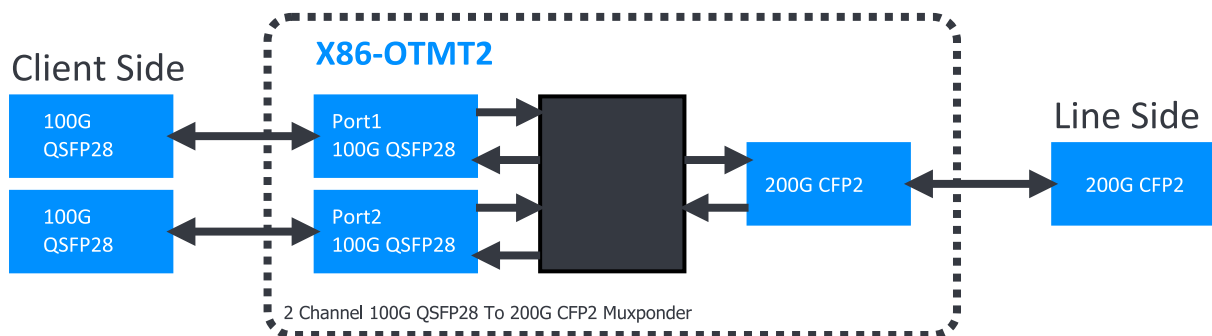 X86-OTMT2
Client Side
Line Side
100G
QSFP28
Port1
100G QSFP28
200G CFP2
200G CFP2
100G
QSFP28
Port2
100G QSFP28
2 Channel 100G QSFP28 To 200G CFP2 Muxponder